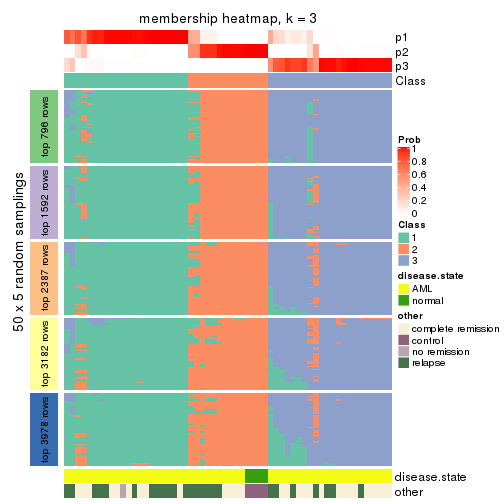 membership heatmap, k = 3
p1
p2
p3
Class
50 x 5 random samplings
top 796 rows
top 1592 rows
top 2387 rows
top 3182 rows
top 3978 rows
disease.state
other
Prob
1
0.8
0.6
0.4
0.2
0
Class
1
2
3
disease.state
AML
normal
other
complete remission
control
no remission
relapse